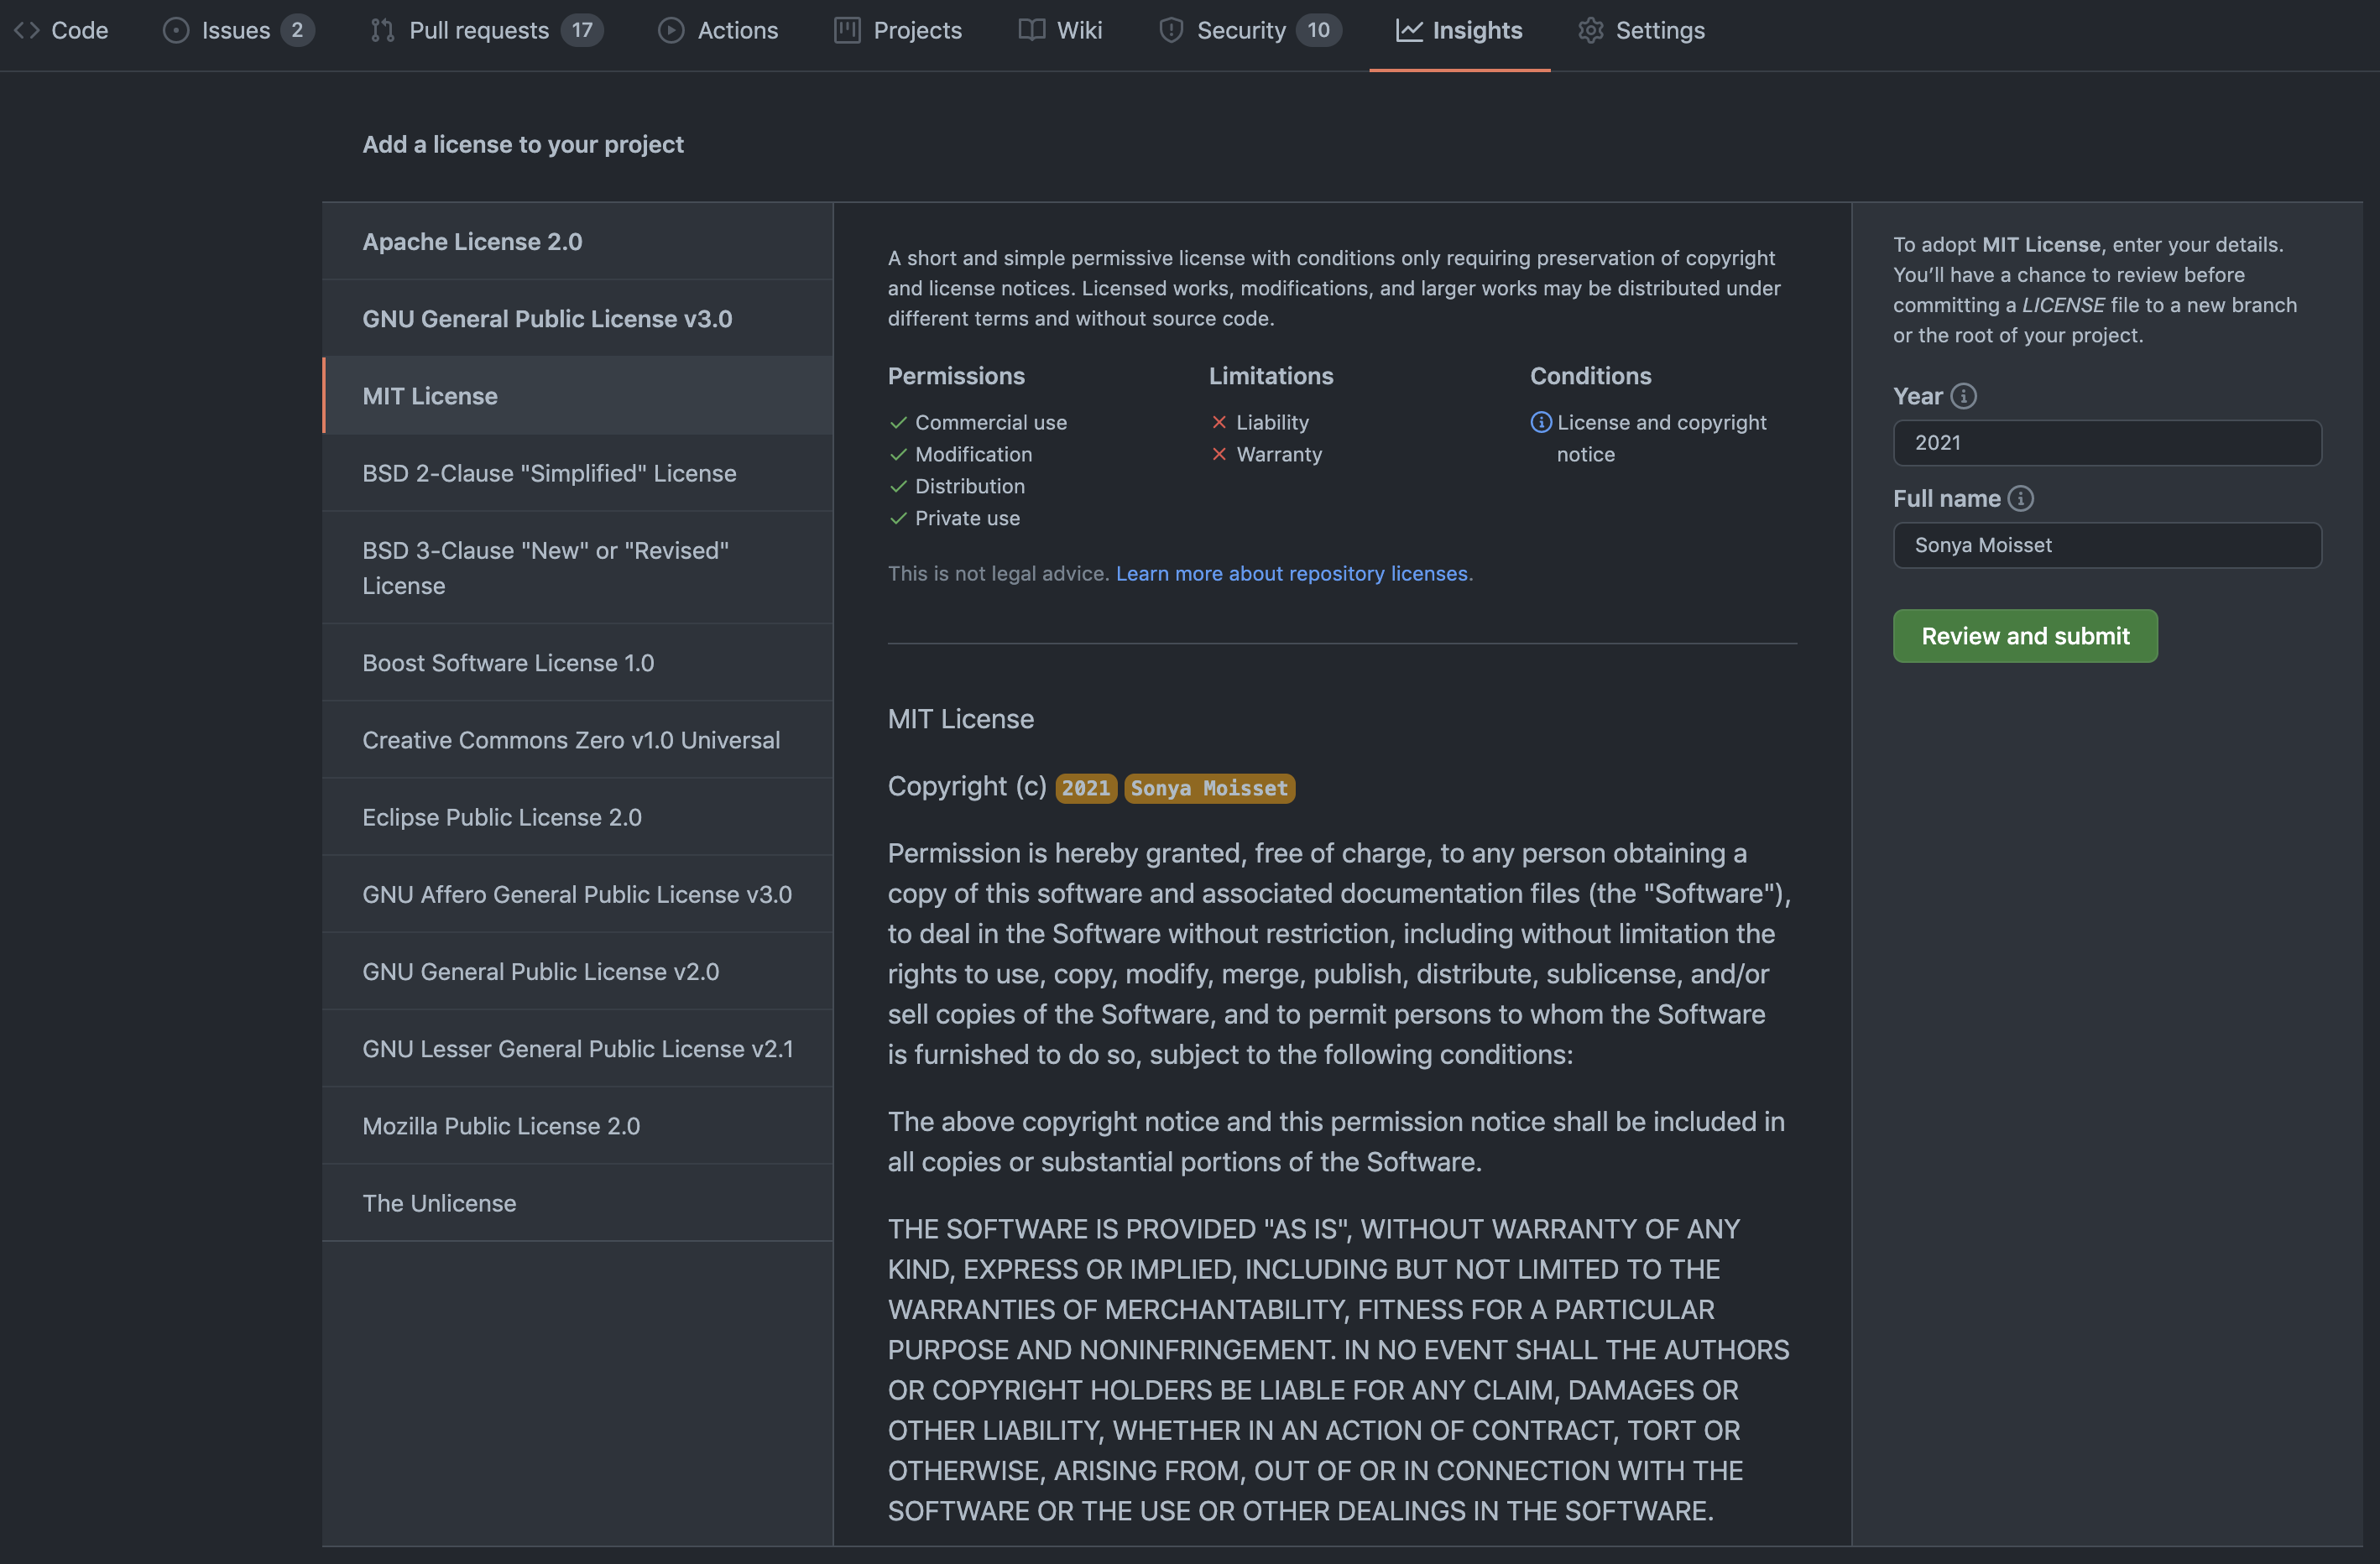 Code
Issues 2
Pull requests 17
Actions
Projects
Wiki
Security 10
Insights
Settings
Add a license to your project
Apache License 2.0
GNU General Public License v3.0
MIT License
BSD 2-Clause "Simplified" License
BSD 3-Clause "New" or "Revised"
License
Boost Software License 1.0
Creative Commons Zero v1.0 Universal
Eclipse Public License 2.0
GNU Affero General Public License v3.0
GNU General Public License v2.0
GNU Lesser General Public License v2.1
Mozilla Public License 2.0
The Unlicense
A short and simple permissive license with conditions only requiring preservation of copyright
and license notices. Licensed works, modifications, and larger works may be distributed under
different terms and without source code.
Permissions
Commercial use
Modification
Distribution
Private use
Limitations
Liability
Warranty
Conditions
License and copyright
notice
This is not legal advice. Learn more about repository licenses.
MIT License
Copyright (c) 2021 Sonya Moisset
Permission is hereby granted, free of charge, to any person obtaining a
copy of this software and associated documentation files (the "Software"),
to deal in the Software without restriction, including without limitation the
rights to use, copy, modify, merge, publish, distribute, sublicense, and/or
sell copies of the Software, and to permit persons to whom the Software
is furnished to do so, subject to the following conditions:
The above copyright notice and this permission notice shall be included in
all copies or substantial portions of the Software.
THE SOFTWARE IS PROVIDED "AS IS", WITHOUT WARRANTY OF ANY
KIND, EXPRESS OR IMPLIED, INCLUDING BUT NOT LIMITED TO THE
WARRANTIES OF MERCHANTABILITY, FITNESS FOR A PARTICULAR
PURPOSE AND NONINFRINGEMENT. IN NO EVENT SHALL THE AUTHORS
OR COPYRIGHT HOLDERS BE LIABLE FOR ANY CLAIM, DAMAGES OR
OTHER LIABILITY, WHETHER IN AN ACTION OF CONTRACT, TORT OR
OTHERWISE, ARISING FROM, OUT OF OR IN CONNECTION WITH THE
SOFTWARE OR THE USE OR OTHER DEALINGS IN THE SOFTWARE.
To adopt MIT License, enter your details.
You’ll have a chance to review before
committing a LICENSE file to a new branch
or the root of your project.
Year
2021
Full name
Sonya Moisset
Review and submit